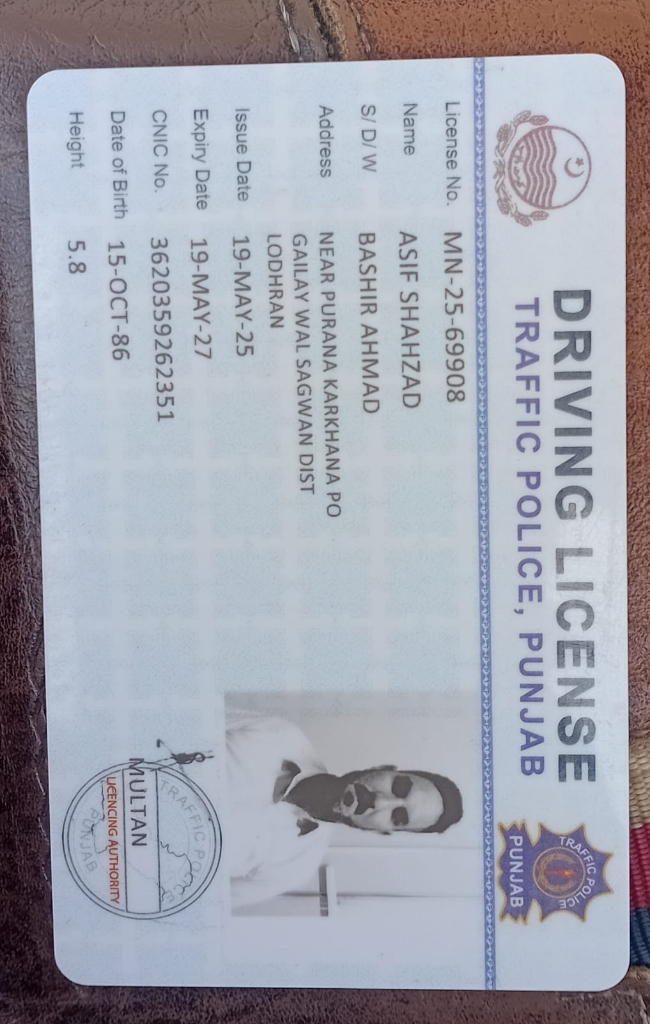 DRIVING LICENSE
TRAFFIC POLICE, PUNJAB
TRAFFIC POLICE
PUNJAB
License No. MN-25-69908
Name ASIF SHAHZAD
S/ D/ W BASHIR AHMAD
Address NEAR PURANA KARKHANA PO
GAILAY WAL SAGWAN DIST
LODHRAN
Issue Date 19-MAY-25
Expiry Date 19-MAY-27
CNIC No. 3620359262351
Date of Birth 15-OCT-86
Height 5.8
MULTAN
LICENCING AUTHORITY
PUNJAB